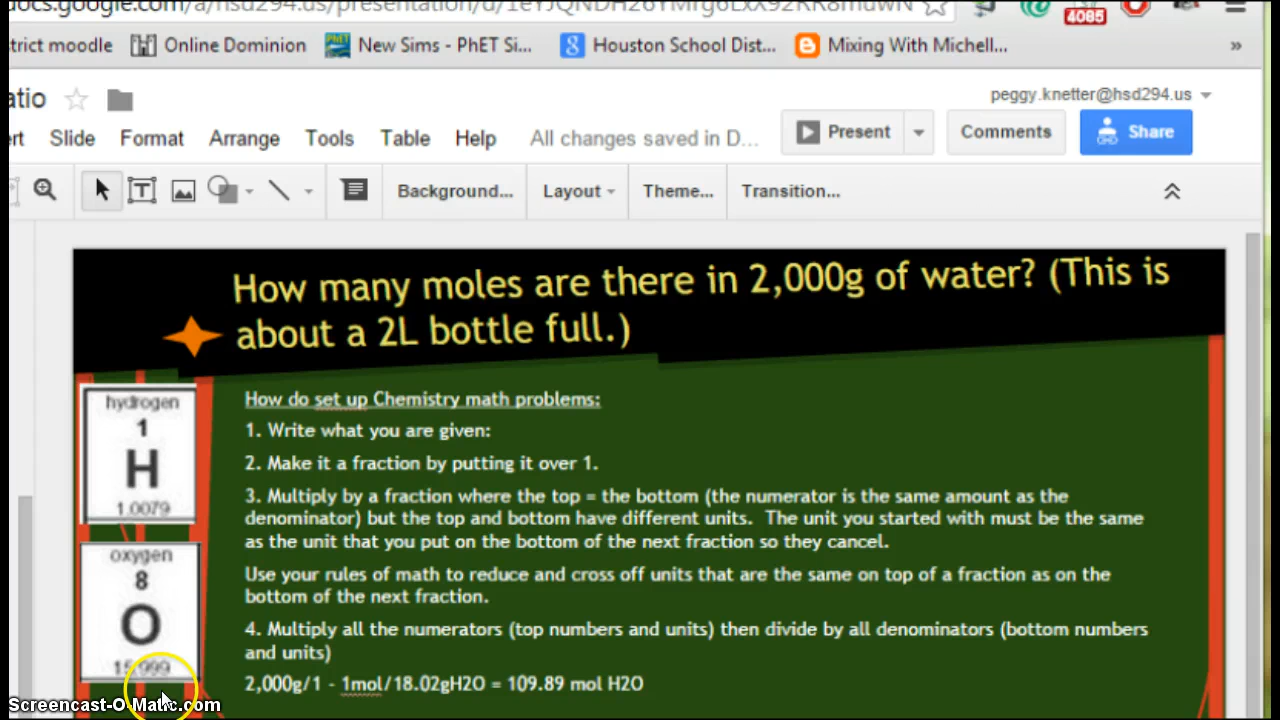 docs.google.com/a/hsd294.us/presentation/d/
4085
strict moodle Online Dominion New Sims - PhET Si... Houston School Dist... Mixing With Michell... »
atio peggy.knetter@hsd294.us
ert Slide Format Arrange Tools Table Help All changes saved in D... Present Comments Share
Background... Layout Theme... Transition...
How many moles are there in 2,000g of water? (This is
about a 2L bottle full.)
hydrogen
1
H
1.0079
oxygen
8
O
15.999
How do set up Chemistry math problems:
1. Write what you are given:
2. Make it a fraction by putting it over 1.
3. Multiply by a fraction where the top = the bottom (the numerator is the same amount as the
denominator) but the top and bottom have different units. The unit you started with must be the same
as the unit that you put on the bottom of the next fraction so they cancel.
Use your rules of math to reduce and cross off units that are the same on top of a fraction as on the
bottom of the next fraction.
4. Multiply all the numerators (top numbers and units) then divide by all denominators (bottom numbers
and units)
2,000g/1 - 1mol/18.02gH2O = 109.89 mol H2O
Screencast-O-Matic.com